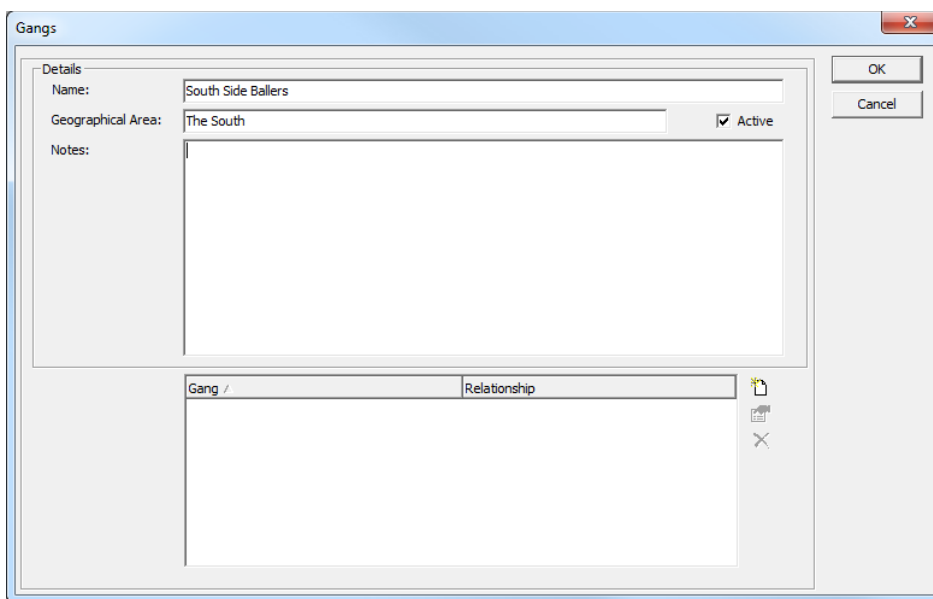 Gangs
Details
Name: South Side Ballers
Geographical Area: The South Active
Notes:
Gang Relationship
OK
Cancel